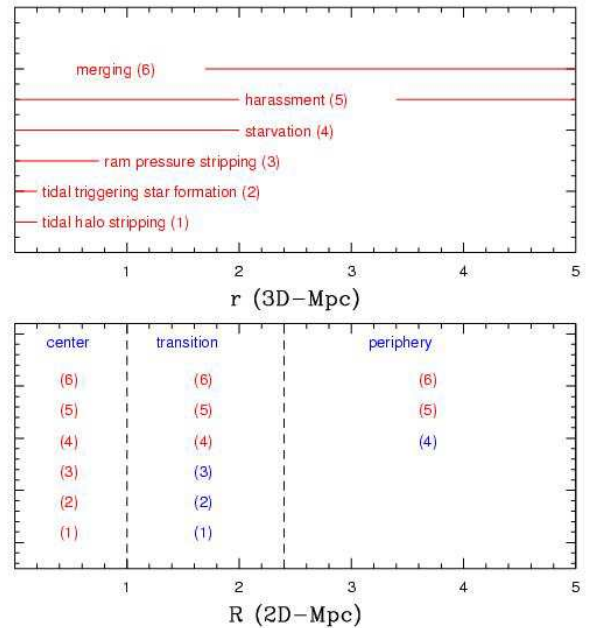 merging (6)
harassment (5)
starvation (4)
ram pressure stripping (3)
tidal triggering star formation (2)
tidal halo stripping (1)
1 2 3 4 5
r (3D-Mpc)
center transition periphery
(6) (6) (6)
(5) (5) (5)
(4) (4) (4)
(3) (3)
(2) (2)
(1) (1)
1 2 3 4 5
R (2D-Mpc)